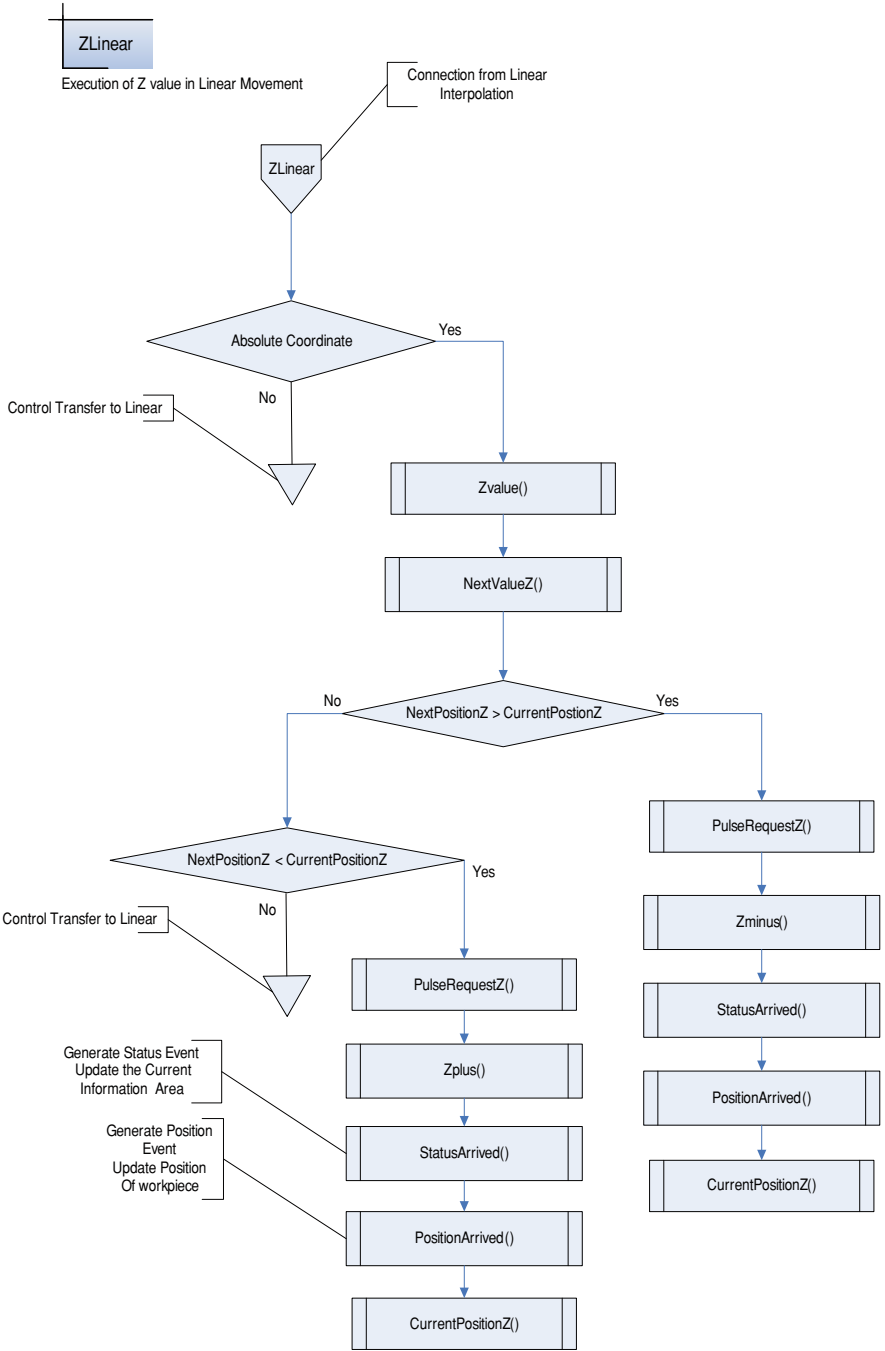 ZLinear
Execution of Z value in Linear Movement
Connection from Linear
Interpolation
ZLinear
Absolute Coordinate
Yes
No
Control Transfer to Linear
Zvalue()
NextValueZ()
NextPositionZ > CurrentPostionZ
No
Yes
PulseRequestZ()
Zminus()
StatusArrived()
PositionArrived()
CurrentPositionZ()
NextPositionZ < CurrentPositionZ
Yes
No
Control Transfer to Linear
PulseRequestZ()
Zplus()
Generate Status Event
Update the Current
Information Area
StatusArrived()
Generate Position
Event
Update Position
Of workpiece
PositionArrived()
CurrentPositionZ()